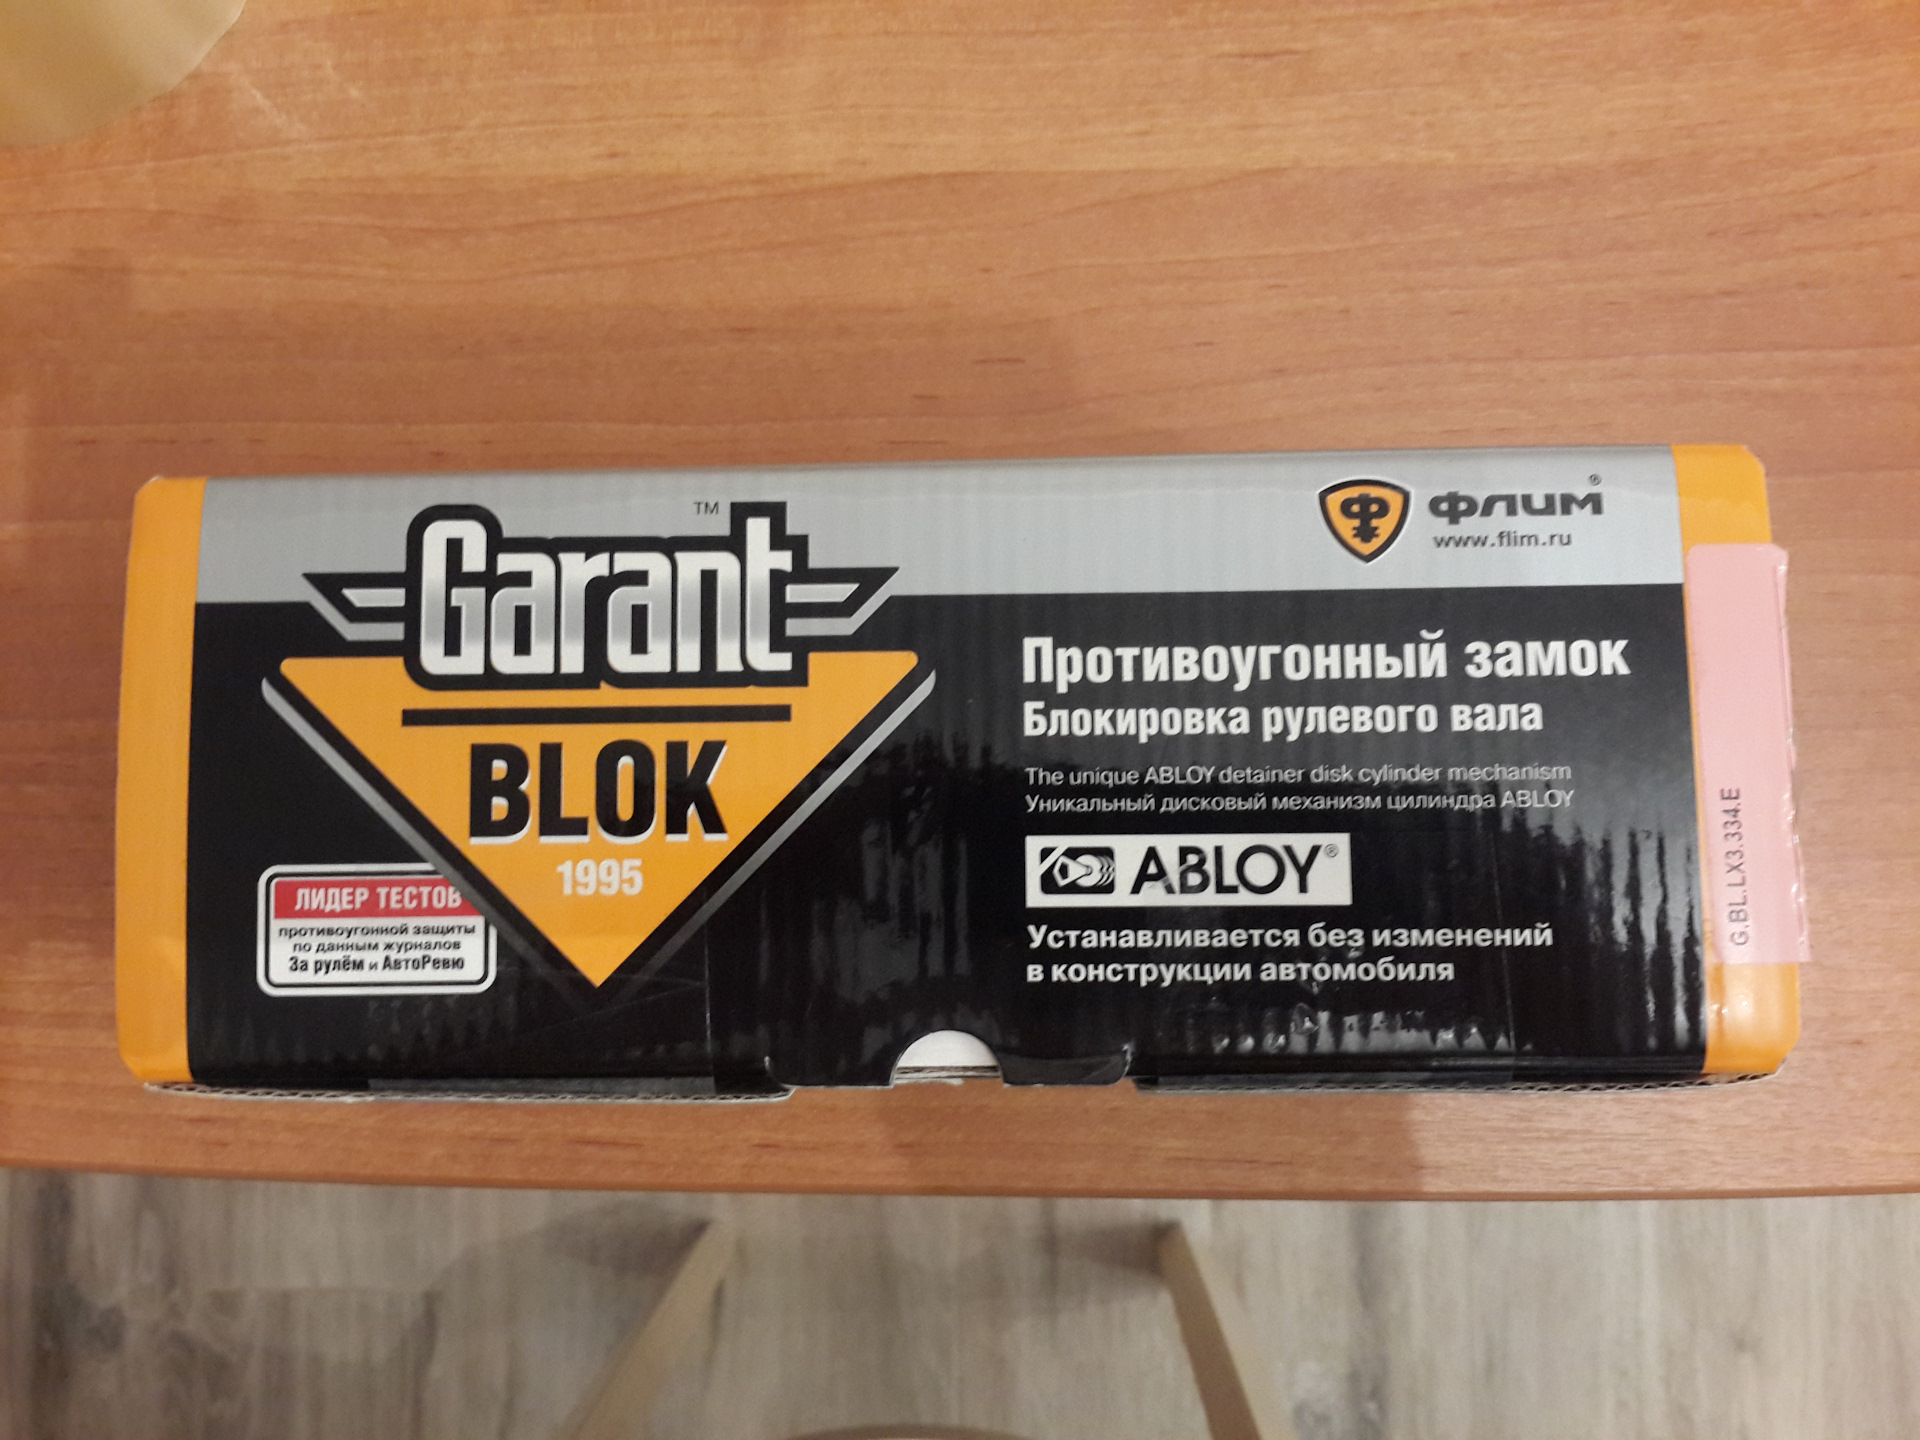 Garant™
BLOK
1995
ЛИДЕР ТЕСТОВ
противоугонной защиты
по данным журналов
За рулём и АвтоРевю
ФЛИМ®
www.flim.ru
Противоугонный замок
Блокировка рулевого вала
The unique ABLOY detainer disk cylinder mechanism
Уникальный дисковый механизм цилиндра ABLOY
ABLOY®
Устанавливается без изменений
в конструкции автомобиля
G.BL.LX3.334.E